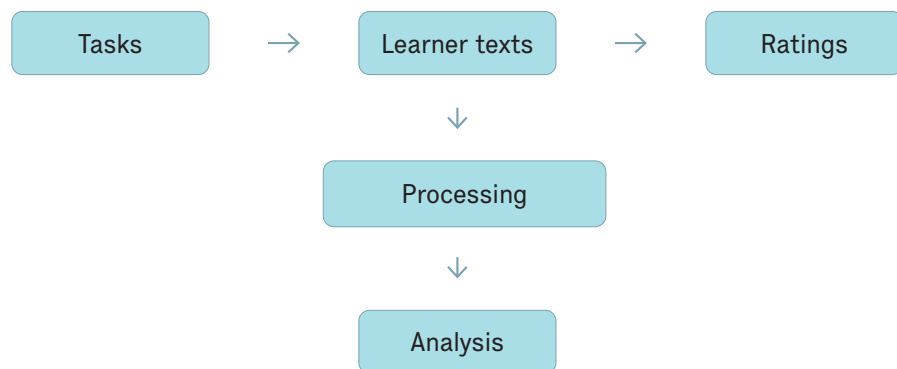 Tasks
Learner texts
Ratings
Processing
Analysis